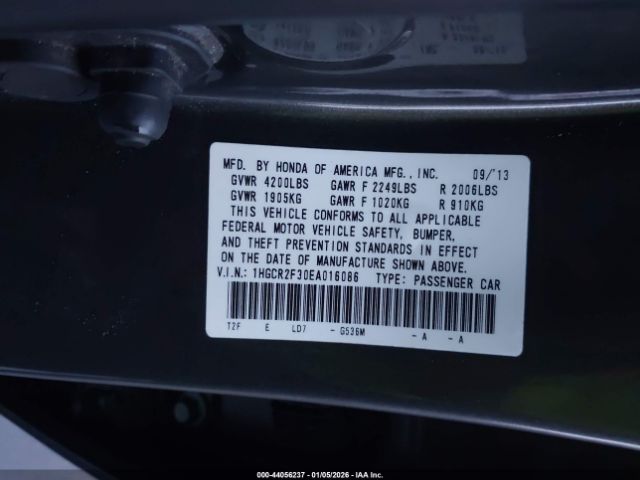 MFD. BY HONDA OF AMERICA MFG., INC. 09/'13
GVWR 4200LBS GAWR F 2249LBS R 2006LBS
GVWR 1905KG GAWR F 1020KG R 910KG
THIS VEHICLE CONFORMS TO ALL APPLICABLE
FEDERAL MOTOR VEHICLE SAFETY, BUMPER,
AND THEFT PREVENTION STANDARDS IN EFFECT
ON THE DATE OF MANUFACTURE SHOWN ABOVE.
V.I.N.: 1HGCR2F30EA016066 TYPE: PASSENGER CAR
T2F E LD7 - G536M - A - A
000-44056237 - 01/05/2026 - IAA Inc.